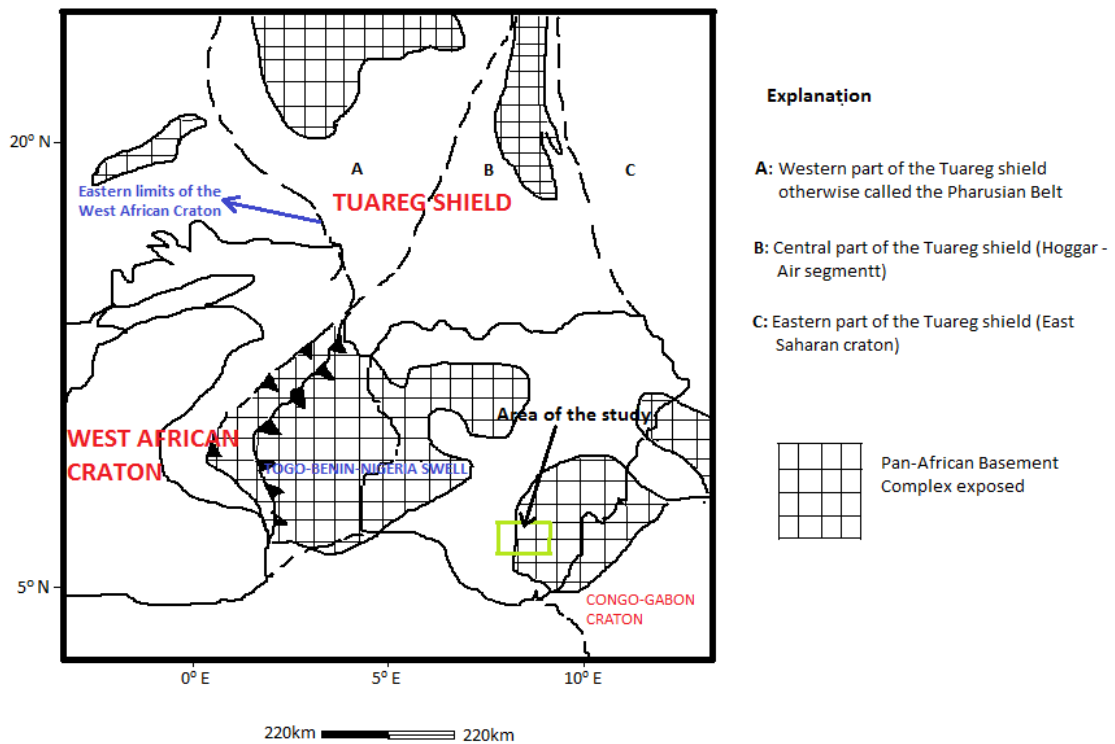 Explanation
20° N
A
B
C
A: Western part of the Tuareg shield
otherwise called the Pharusian Belt
Eastern limits of the
West African Craton
TUAREG SHIELD
B: Central part of the Tuareg shield (Hoggar -
Air segmentt)
C: Eastern part of the Tuareg shield (East
Saharan craton)
Area of the study
WEST AFRICAN
CRATON
TOGO-BENIN-NIGERIA SWELL
Pan-African Basement
Complex exposed
5° N
CONGO-GABON
CRATON
0° E
5° E
10° E
220km
220km